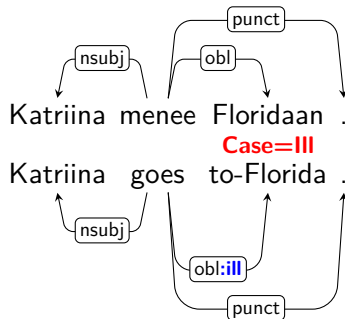 punct
nsubj obl
Katriina menee Floridaan .
Case=Ill
Katriina goes to-Florida .
nsubj
obl:ill
punct